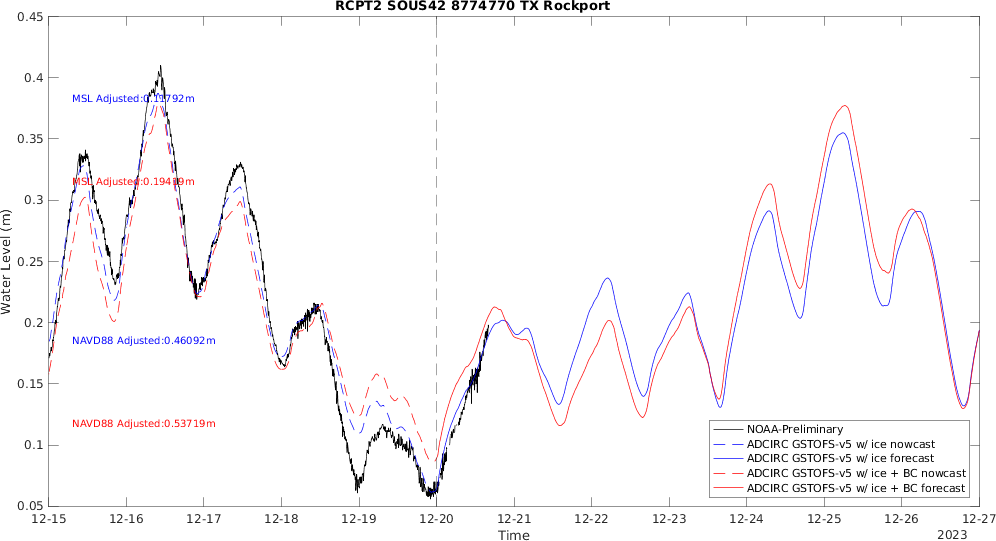 RCPT2 SOUS42 8774770 TX Rockport
0.45
0.4
0.35
0.3
0.25
0.2
0.15
0.1
0.05
Water Level (m)
MSL Adjusted:0.11792m
MSL Adjusted:0.19419m
NAVD88 Adjusted:0.46092m
NAVD88 Adjusted:0.53719m
NOAA-Preliminary
ADCIRC GSTOFS-v5 w/ ice nowcast
ADCIRC GSTOFS-v5 w/ ice forecast
ADCIRC GSTOFS-v5 w/ ice + BC nowcast
ADCIRC GSTOFS-v5 w/ ice + BC forecast
12-15 12-16 12-17 12-18 12-19 12-20 12-21 12-22 12-23 12-24 12-25 12-26 12-27
Time
2023